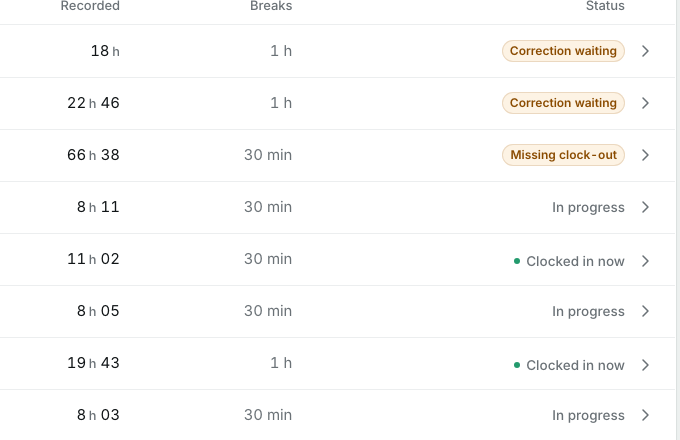 Recorded Breaks Status
18 h 1 h Correction waiting
22 h 46 1 h Correction waiting
66 h 38 30 min Missing clock-out
8 h 11 30 min In progress
11 h 02 30 min Clocked in now
8 h 05 30 min In progress
19 h 43 1 h Clocked in now
8 h 03 30 min In progress